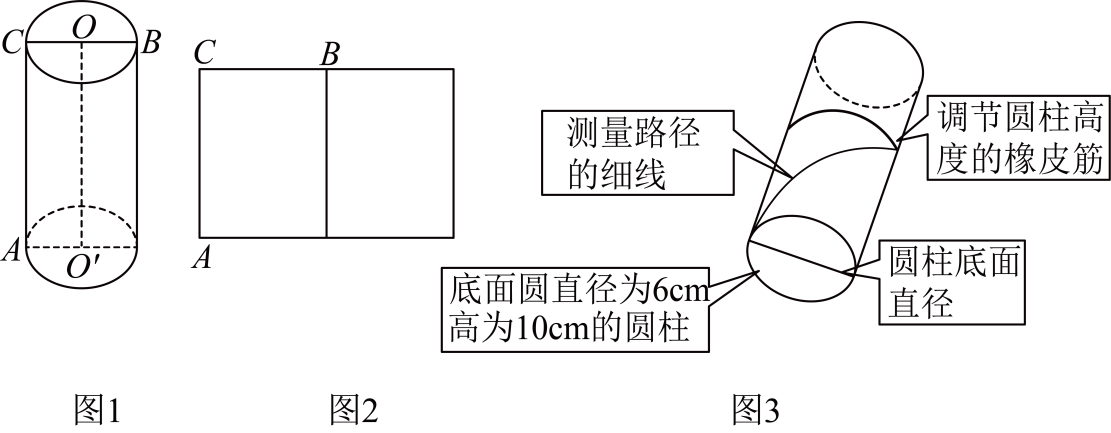 C
O
B
A
O′
C
B
A
测量路径
的细线
调节圆柱高
度的橡皮筋
底面圆直径为6cm
高为10cm的圆柱
圆柱底面
直径
图1
图2
图3